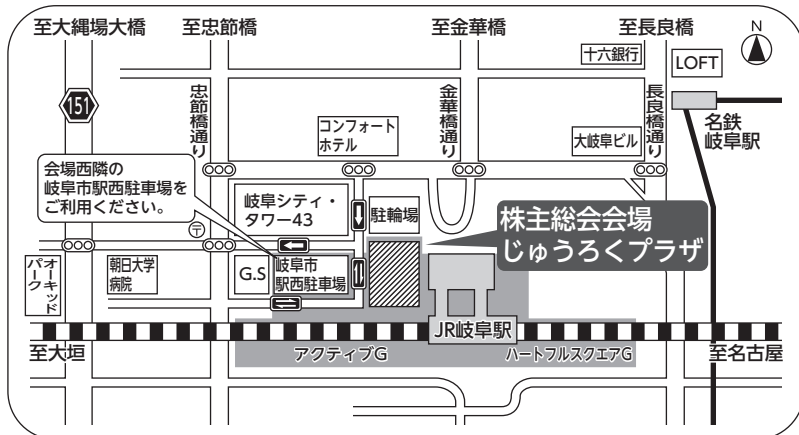 至大縄場大橋
至忠節橋
至金華橋
至長良橋
N
十六銀行
LOFT
151
忠節橋通り
金華橋通り
長良橋通り
コンフォート
ホテル
大岐阜ビル
名鉄
岐阜駅
会場西隣の
岐阜市駅西駐車場を
ご利用ください。
岐阜シティ・
タワー43
駐輪場
株主総会会場
じゅうろくプラザ
〒
オーキッド
パーク
朝日大学
病院
G.S
岐阜市
駅西駐車場
JR岐阜駅
至大垣
アクティブG
ハートフルスクエアG
至名古屋